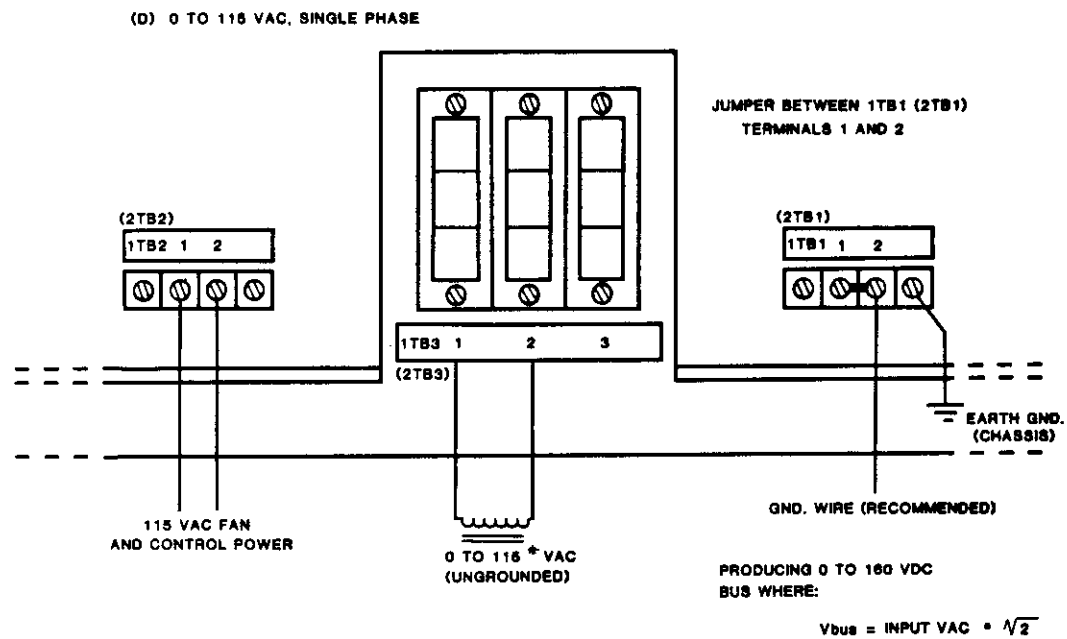 (D) 0 TO 115 VAC, SINGLE PHASE
JUMPER BETWEEN 1TB1 (2TB1)
TERMINALS 1 AND 2
(2TB2)
1TB2 1 2
(2TB1)
1TB1 1 2
1TB3 1 2 3
(2TB3)
EARTH GND.
(CHASSIS)
115 VAC FAN
AND CONTROL POWER
0 TO 115 * VAC
(UNGROUNDED)
GND. WIRE (RECOMMENDED)
PRODUCING 0 TO 160 VDC
BUS WHERE:
Vbus = INPUT VAC • √2